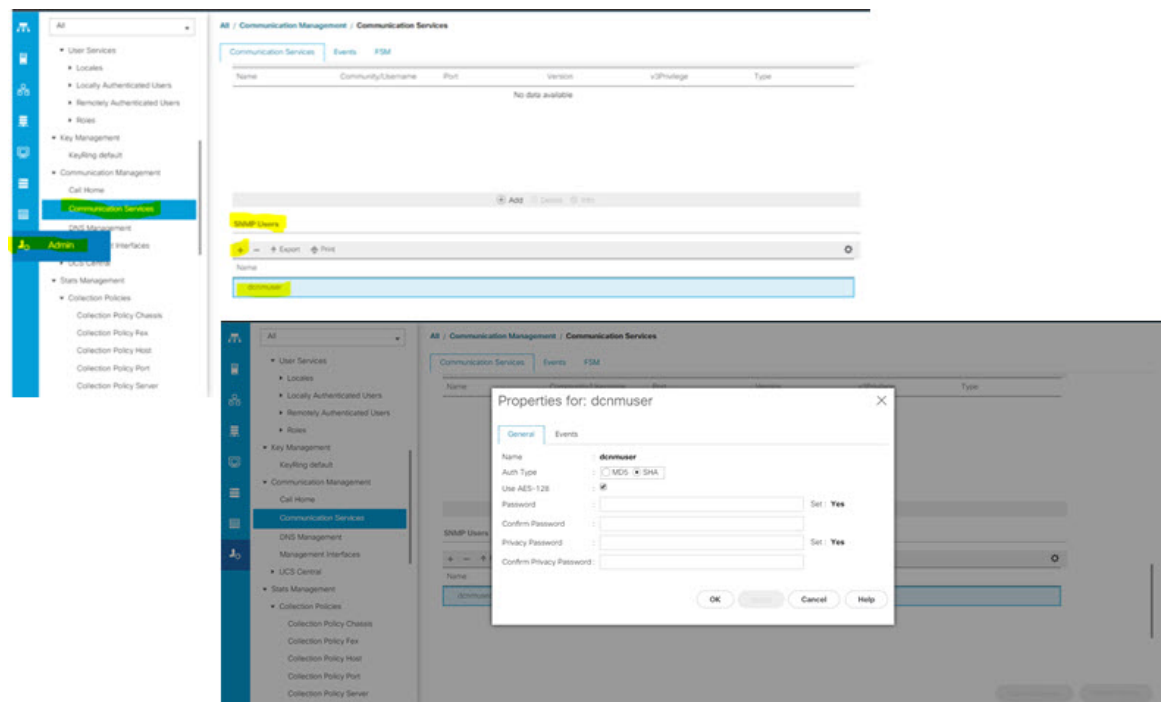 All
All / Communication Management / Communication Services
User Services
Communication Services Events FSM
Locales
Name Community/Username Port Version v3Privilege Type
Locally Authenticated Users
No data available
Remotely Authenticated Users
Roles
Key Management
KeyRing default
Communication Management
Call Home
+ Add Delete Info
Communication Services
SNMP Users
DNS Management
Admin Interfaces
+ − Export Print
UCS Central
Name
Stats Management
dcnmuser
Collection Policies
Collection Policy Chassis
Collection Policy Fex
Collection Policy Host
Collection Policy Port
Collection Policy Server
All
All / Communication Management / Communication Services
User Services
Communication Services Events FSM
Locales
Name Community/Username Port Version v3Privilege Type
Locally Authenticated Users
Remotely Authenticated Users
Roles
Key Management
KeyRing default
Communication Management
Call Home
Communication Services
DNS Management
SNMP Users
Management Interfaces
+ −
UCS Central
Name
Stats Management
dcnmuser
Collection Policies
Collection Policy Chassis
Collection Policy Fex
Collection Policy Host
Collection Policy Port
Collection Policy Server
Properties for: dcnmuser
General Events
Name : dcnmuser
Auth Type : MD5 SHA
Use AES-128 :
Password : Set : Yes
Confirm Password :
Privacy Password : Set : Yes
Confirm Privacy Password :
OK Cancel Help